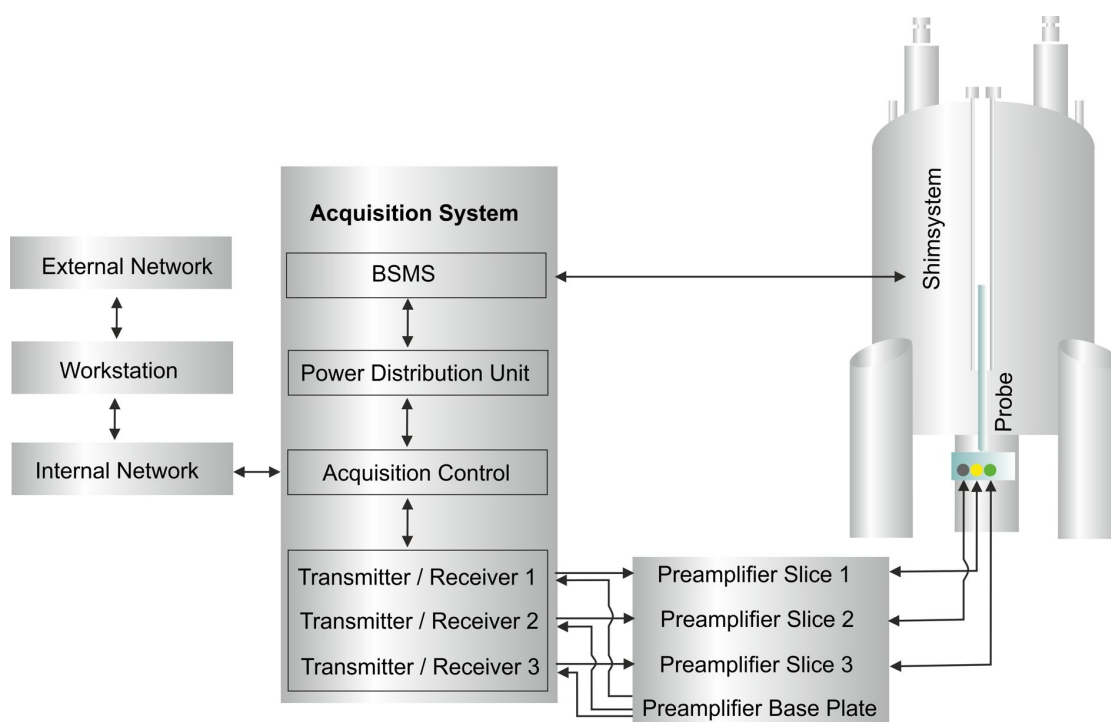 External Network
Workstation
Internal Network
Acquisition System
BSMS
Power Distribution Unit
Acquisition Control
Transmitter / Receiver 1
Transmitter / Receiver 2
Transmitter / Receiver 3
Preamplifier Slice 1
Preamplifier Slice 2
Preamplifier Slice 3
Preamplifier Base Plate
Shimsystem
Probe